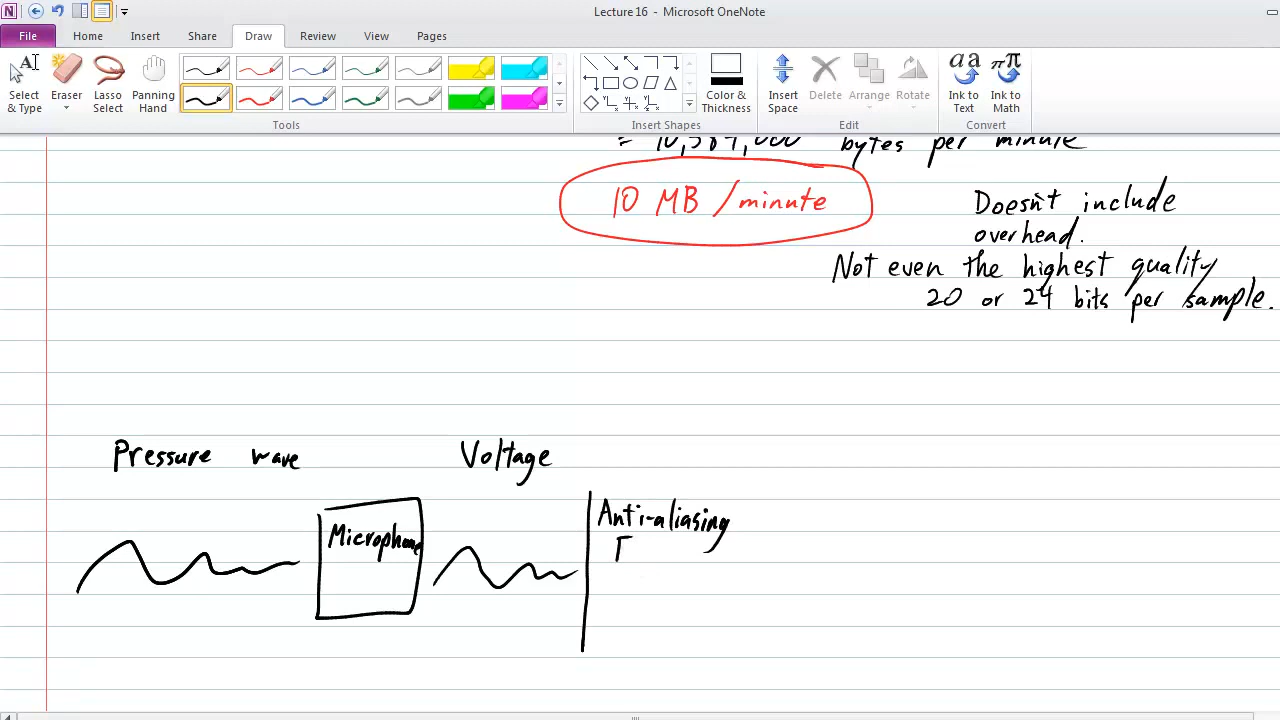 Lecture 16 - Microsoft OneNote
File Home Insert Share Draw Review View Pages
Select & Type
Eraser
Lasso Select
Panning Hand
Color & Thickness
Insert Space
Delete
Arrange
Rotate
Ink to Text
Ink to Math
Tools Insert Shapes Edit Convert
= 10,584,000 bytes per minute
10 MB/minute
Doesn't include
overhead.
Not even the highest quality
20 or 24 bits per sample.
Pressure wave Voltage
Microphone
Anti-aliasing